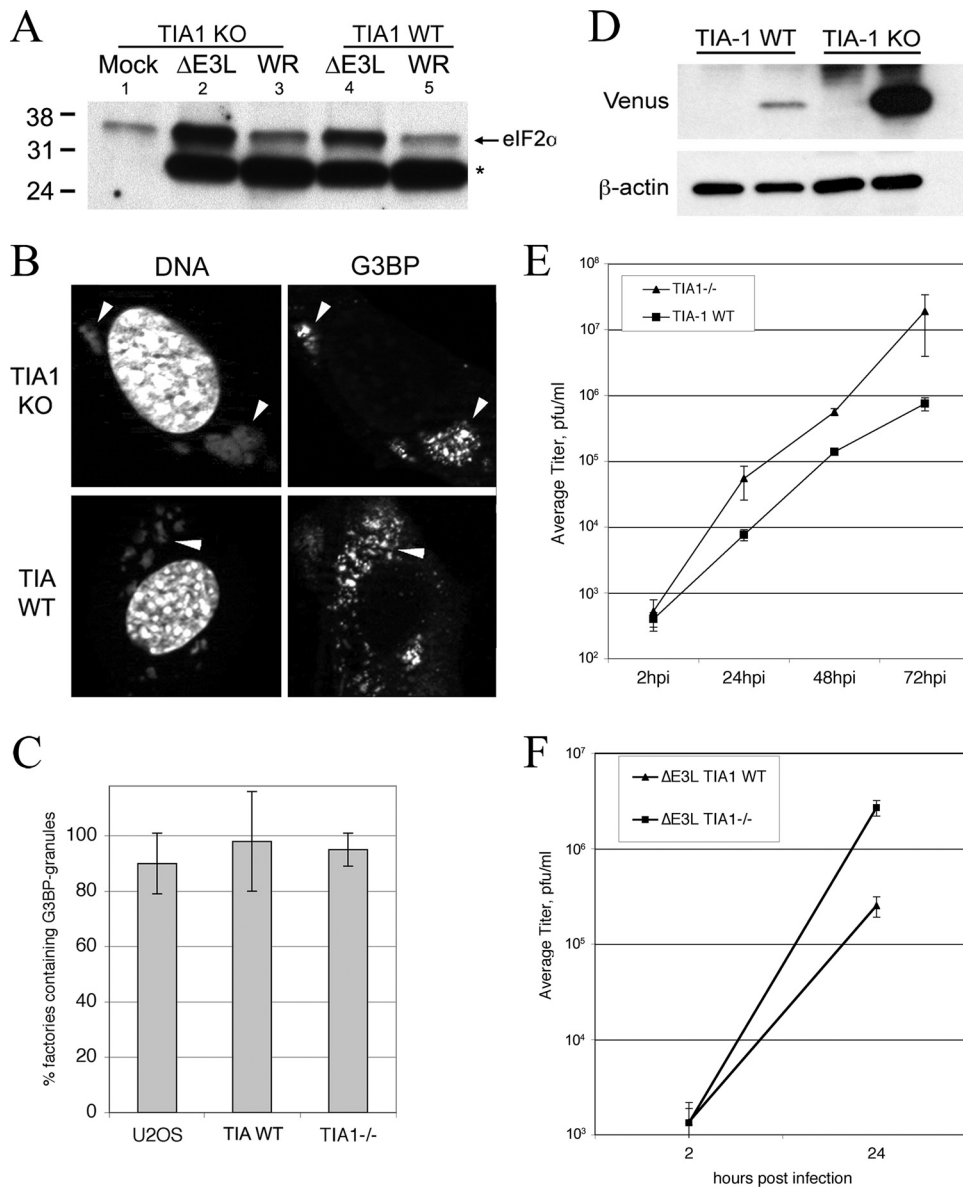 A
TIA1 KO TIA1 WT
Mock ΔE3L WR ΔE3L WR
1 2 3 4 5
38
31
24
eIF2α
*
B
DNA G3BP
TIA1 KO
TIA WT
C
% factories containing G3BP-granules
100
80
60
40
20
0
U2OS TIA WT TIA1-/-
D
TIA-1 WT TIA-1 KO
Venus
β-actin
E
Average Titer, pfu/ml
10⁸
10⁷
10⁶
10⁵
10⁴
10³
10²
TIA1-/-
TIA-1 WT
2hpi 24hpi 48hpi 72hpi
F
Average Titer, pfu/ml
10⁷
10⁶
10⁵
10⁴
10³
ΔE3L TIA1 WT
ΔE3L TIA1-/-
2 24
hours post infection